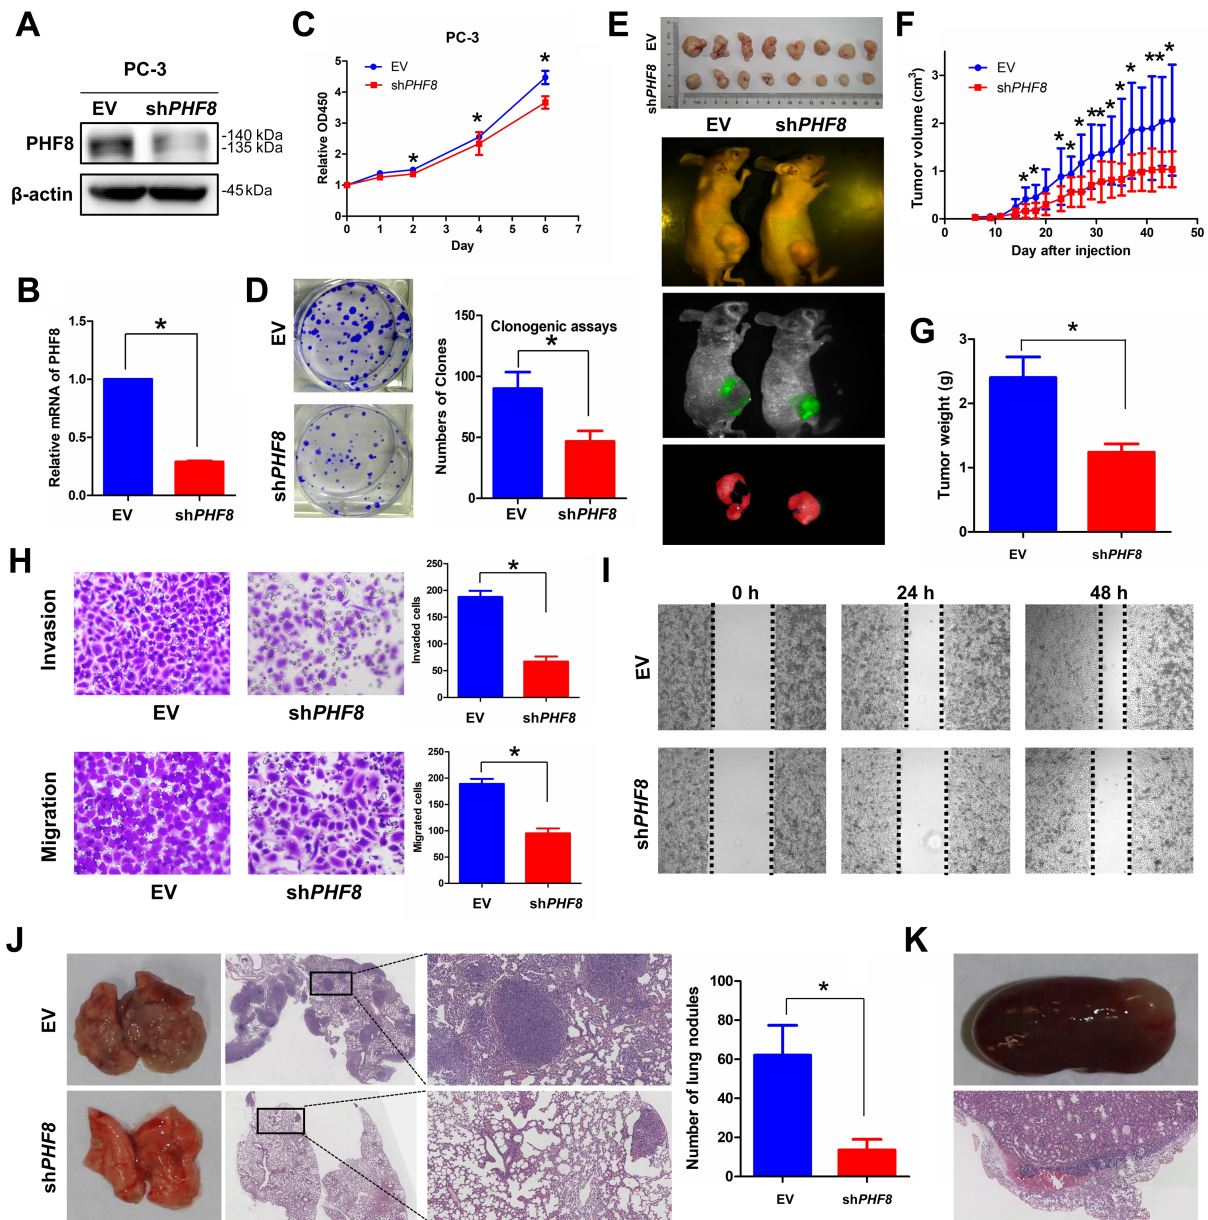 A
PC-3
EV shPHF8
PHF8
-140 kDa
-135 kDa
β-actin
-45 kDa
B
Relative mRNA of PHF8
1.5
1.0
0.5
0.0
*
EV shPHF8
C
PC-3
Relative OD450
5
4
3
2
1
0
EV
shPHF8
* * *
0 1 2 3 4 5 6 7
Day
D
EV
shPHF8
Clonogenic assays
Numbers of Clones
150
100
50
0
*
EV shPHF8
E
EV
shPHF8
EV shPHF8
F
Tumor volume (cm3)
3
2
1
0
EV
shPHF8
* * * * * ** * * * ** *
0 10 20 30 40 50
Day after injection
G
Tumor weight (g)
3
2
1
0
*
EV shPHF8
H
Invasion
EV shPHF8
Invaded cells
250
200
150
100
50
0
*
EV shPHF8
Migration
EV shPHF8
Migrated cells
250
200
150
100
50
0
*
EV shPHF8
I
0 h 24 h 48 h
EV
shPHF8
J
EV
shPHF8
Number of lung nodules
100
80
60
40
20
0
*
EV shPHF8
K